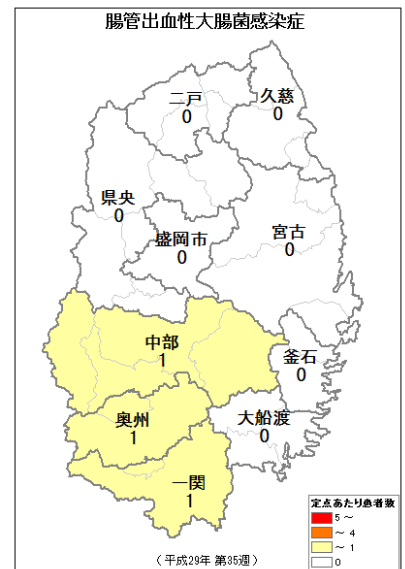 腸管出血性大腸菌感染症
二戸
0
久慈
0
県央
0
盛岡市
0
宮古
0
中部
1
釜石
0
奥州
1
大船渡
0
一関
1
定点あたり患者数
5 ~
~ 4
~ 1
0
(平成29年 第35週)